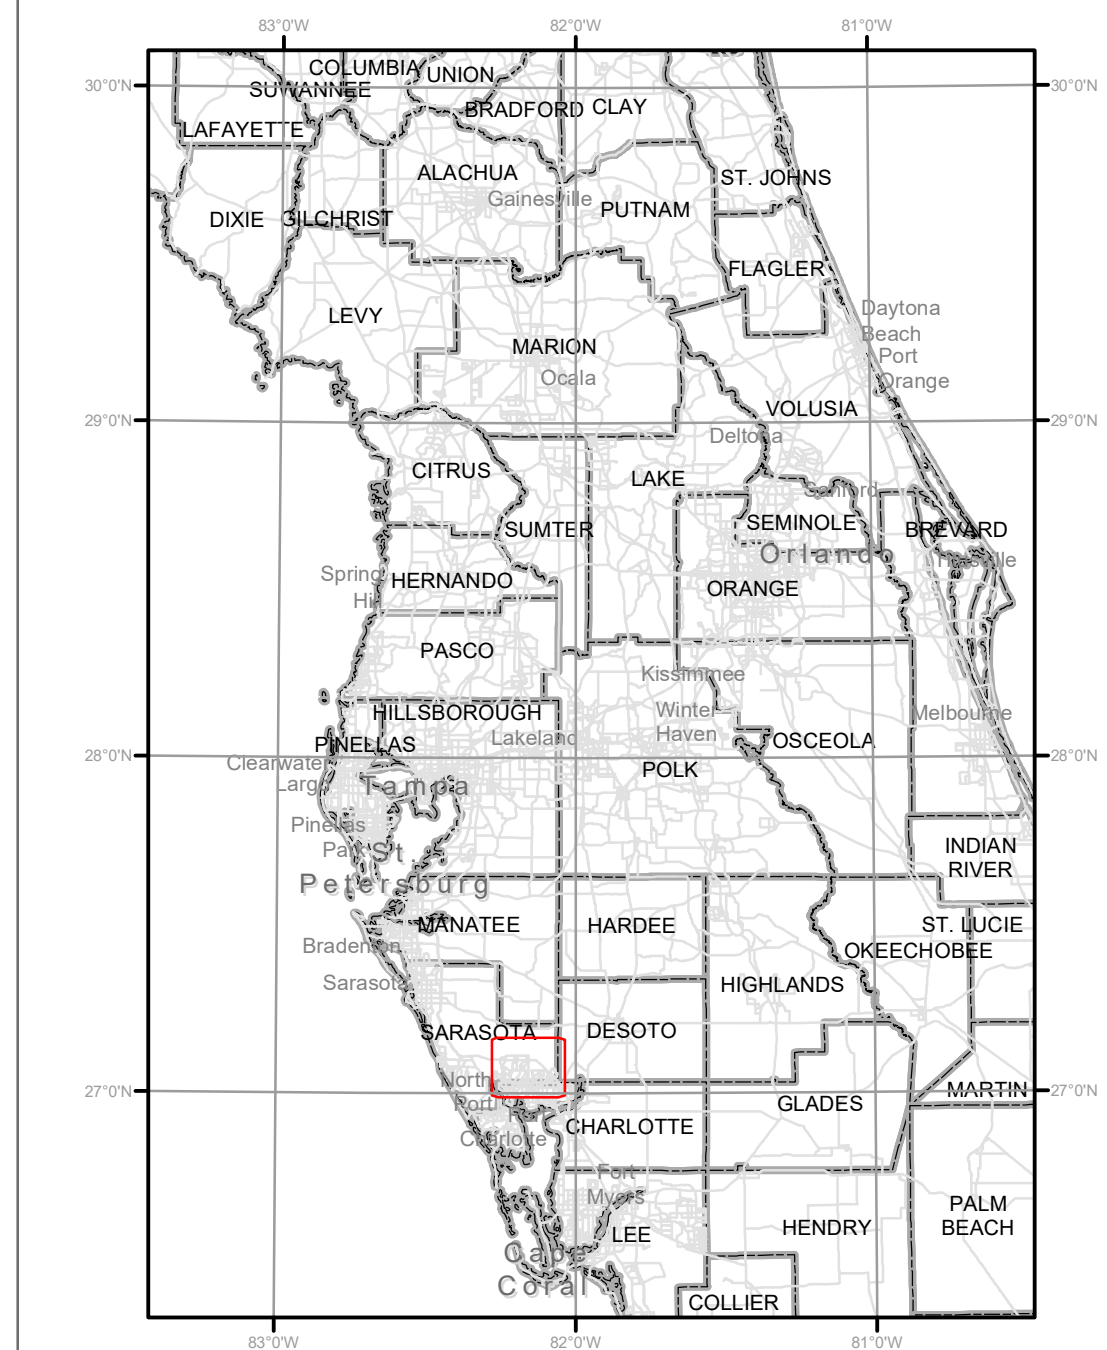 83°0'W
82°0'W
81°0'W
COLUMBIA
UNION
30°0'N
30°0'N
SUWANNEE
BRADFORD
CLAY
LAFAYETTE
ALACHUA
ST. JOHNS
Gainesville
DIXIE
GILCHRIST
PUTNAM
FLAGLER
LEVY
Daytona
Beach
MARION
Port
Orange
Ocala
VOLUSIA
29°0'N
29°0'N
Deltona
CITRUS
LAKE
Sanford
SUMTER
SEMINOLE
BREVARD
Orlando
Titusville
Spring
Hill
HERNANDO
ORANGE
PASCO
Kissimmee
HILLSBOROUGH
Winter
Haven
Melbourne
PINELLAS
Lakeland
OSCEOLA
28°0'N
28°0'N
Clearwater
POLK
Largo
Tampa
Pinellas
Park
St.
Petersburg
INDIAN
RIVER
MANATEE
HARDEE
ST. LUCIE
Bradenton
OKEECHOBEE
Sarasota
HIGHLANDS
SARASOTA
DESOTO
North
Port
27°0'N
27°0'N
MARTIN
GLADES
Port
Charlotte
CHARLOTTE
Fort
Myers
PALM
BEACH
LEE
HENDRY
Cape
Coral
COLLIER
83°0'W
82°0'W
81°0'W